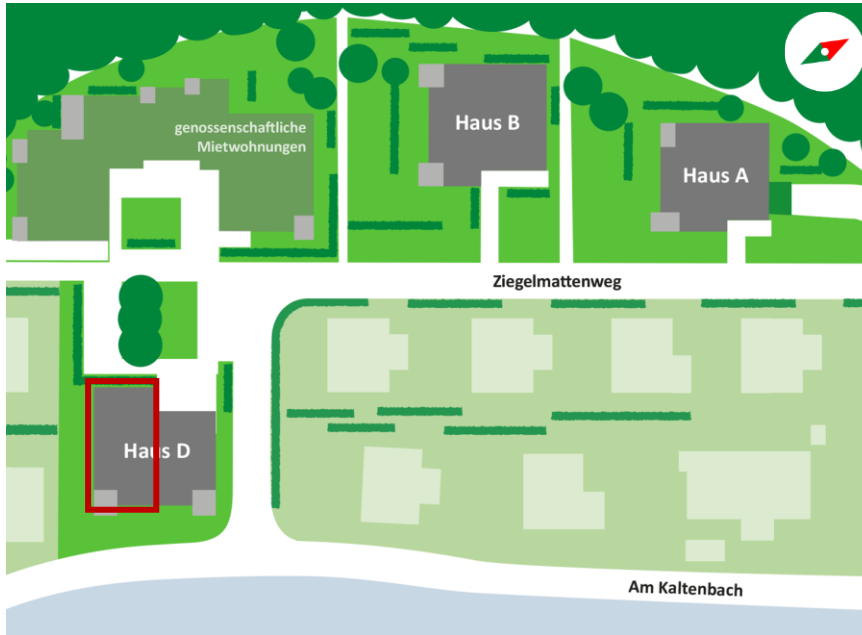 genossenschaftliche
Mietwohnungen
Haus B
Haus A
Ziegelmattenweg
Haus D
Am Kaltenbach